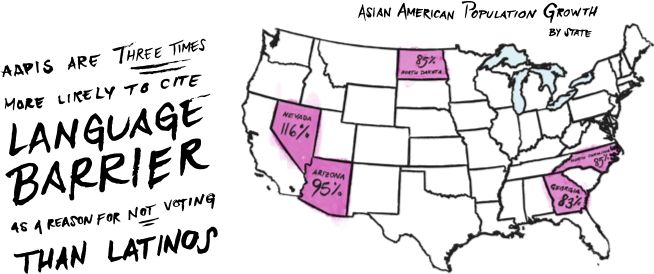 AAPIS ARE THREE TIMES
MORE LIKELY TO CITE
LANGUAGE
BARRIER
AS A REASON FOR NOT VOTING
THAN LATINOS
ASIAN AMERICAN POPULATION GROWTH
BY STATE
85%
NORTH DAKOTA
NEVADA
116%
ARIZONA
95%
NORTH CAROLINA
85%
GEORGIA
83%